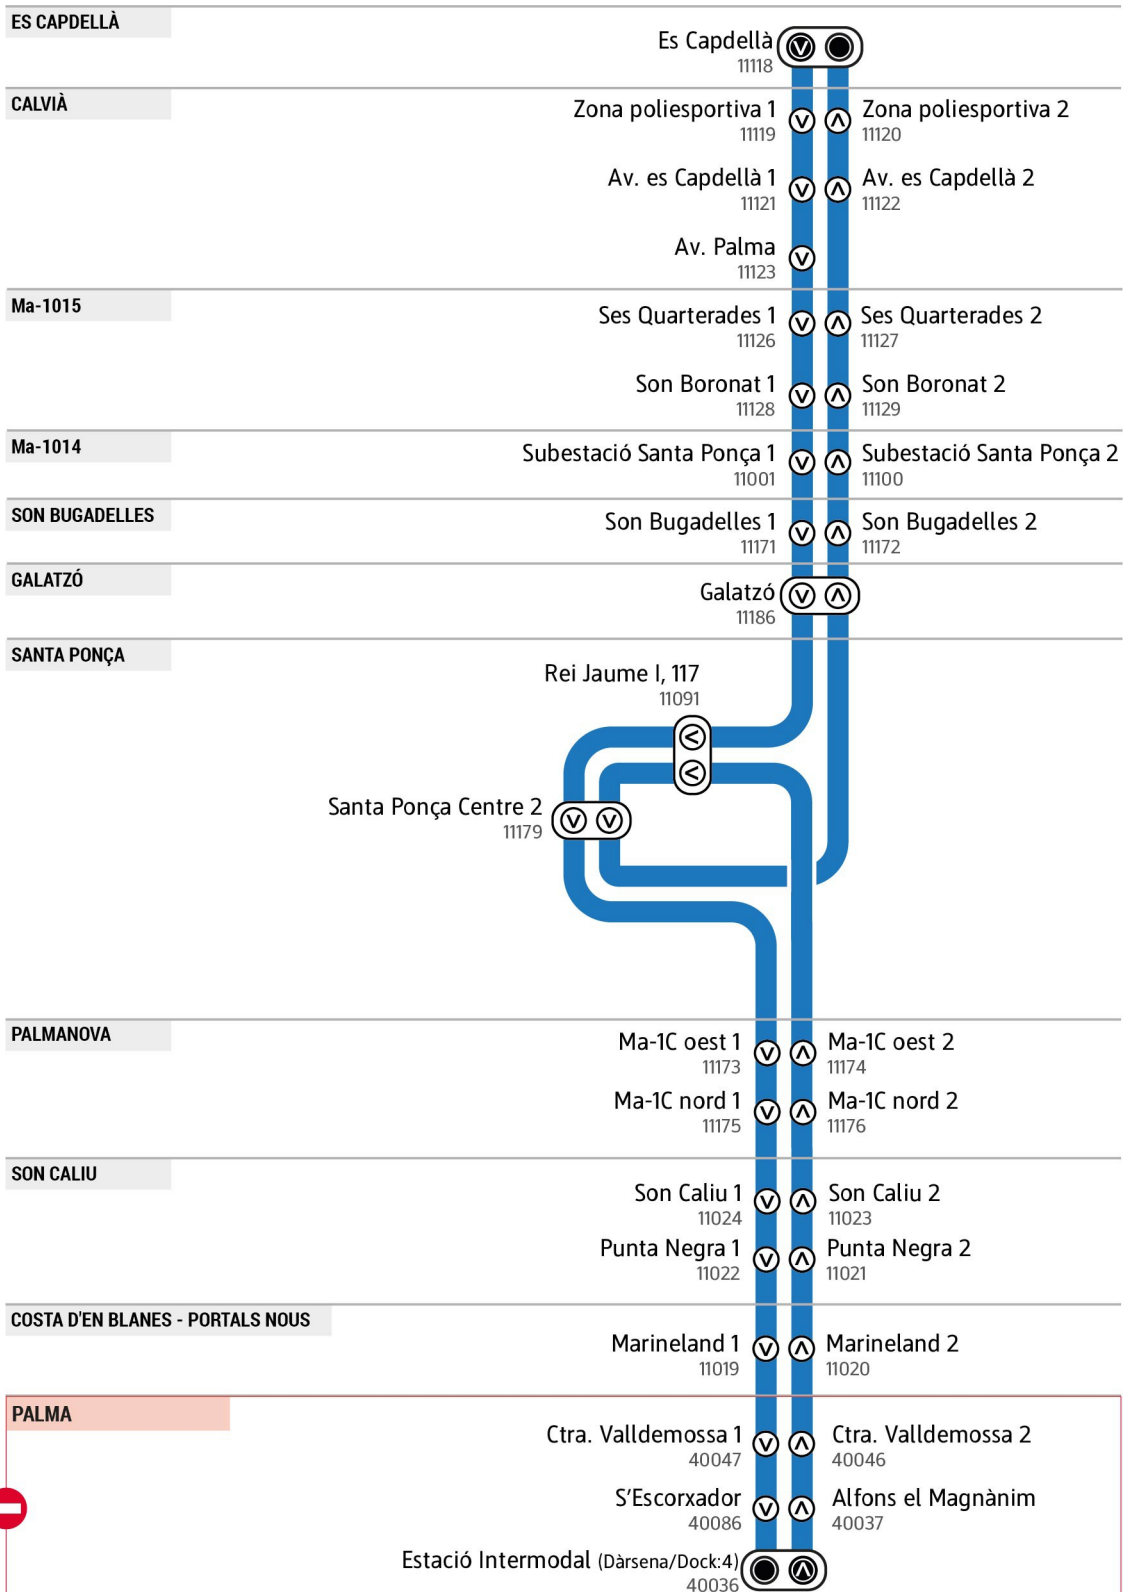 ES CAPDELLÀ
Es Capdellà
11118
CALVIÀ
Zona poliesportiva 1
11119
Zona poliesportiva 2
11120
Av. es Capdellà 1
11121
Av. es Capdellà 2
11122
Av. Palma
11123
Ma-1015
Ses Quarterades 1
11126
Ses Quarterades 2
11127
Son Boronat 1
11128
Son Boronat 2
11129
Ma-1014
Subestació Santa Ponça 1
11001
Subestació Santa Ponça 2
11100
SON BUGADELLES
Son Bugadelles 1
11171
Son Bugadelles 2
11172
GALATZÓ
Galatzó
11186
SANTA PONÇA
Rei Jaume I, 117
11091
Santa Ponça Centre 2
11179
PALMANOVA
Ma-1C oest 1
11173
Ma-1C oest 2
11174
Ma-1C nord 1
11175
Ma-1C nord 2
11176
SON CALIU
Son Caliu 1
11024
Son Caliu 2
11023
Punta Negra 1
11022
Punta Negra 2
11021
COSTA D'EN BLANES - PORTALS NOUS
Marineland 1
11019
Marineland 2
11020
PALMA
Ctra. Valldemossa 1
40047
Ctra. Valldemossa 2
40046
S’Escorxador
40086
Alfons el Magnànim
40037
Estació Intermodal (Dàrsena/Dock:4)
40036